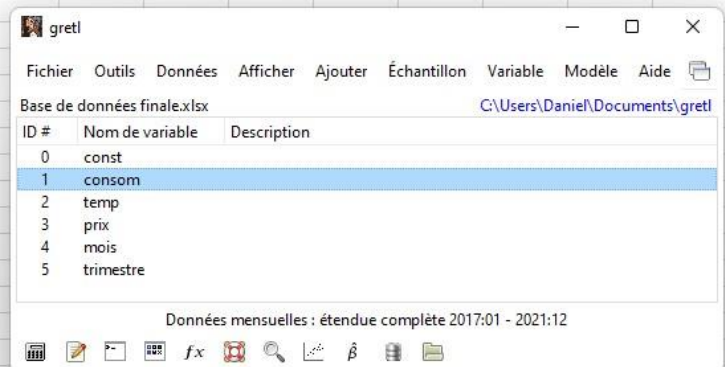 gretl
Fichier Outils Données Afficher Ajouter Échantillon Variable Modèle Aide
Base de données finale.xlsx C:\Users\Daniel\Documents\gretl
ID # Nom de variable Description
0 const
1 consom
2 temp
3 prix
4 mois
5 trimestre
Données mensuelles : étendue complète 2017:01 - 2021:12
fx β̂